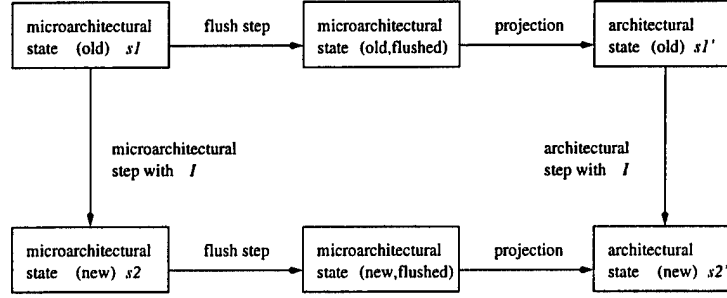 microarchitectural
state (old) s1
flush step
microarchitectural
state (old,flushed)
projection
architectural
state (old) s1'
microarchitectural
step with I
architectural
step with I
microarchitectural
state (new) s2
flush step
microarchitectural
state (new,flushed)
projection
architectural
state (new) s2'